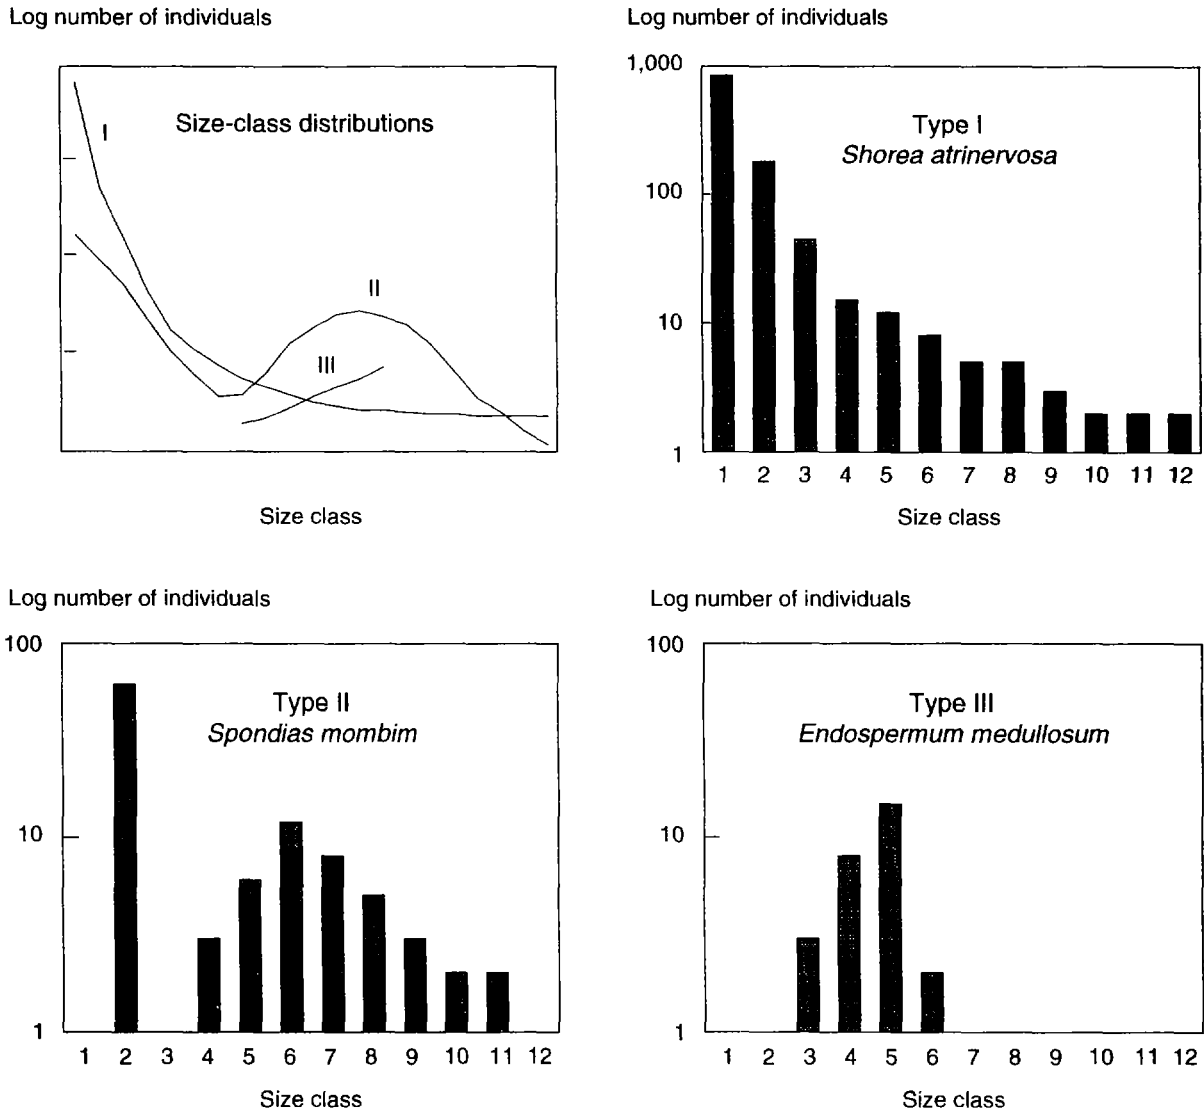 Log number of individuals
Size-class distributions
I
II
III
Size class
Log number of individuals
1,000
100
10
1
Type I
Shorea atrinervosa
1 2 3 4 5 6 7 8 9 10 11 12
Size class
Log number of individuals
100
10
1
Type II
Spondias mombim
1 2 3 4 5 6 7 8 9 10 11 12
Size class
Log number of individuals
100
10
1
Type III
Endospermum medullosum
1 2 3 4 5 6 7 8 9 10 11 12
Size class